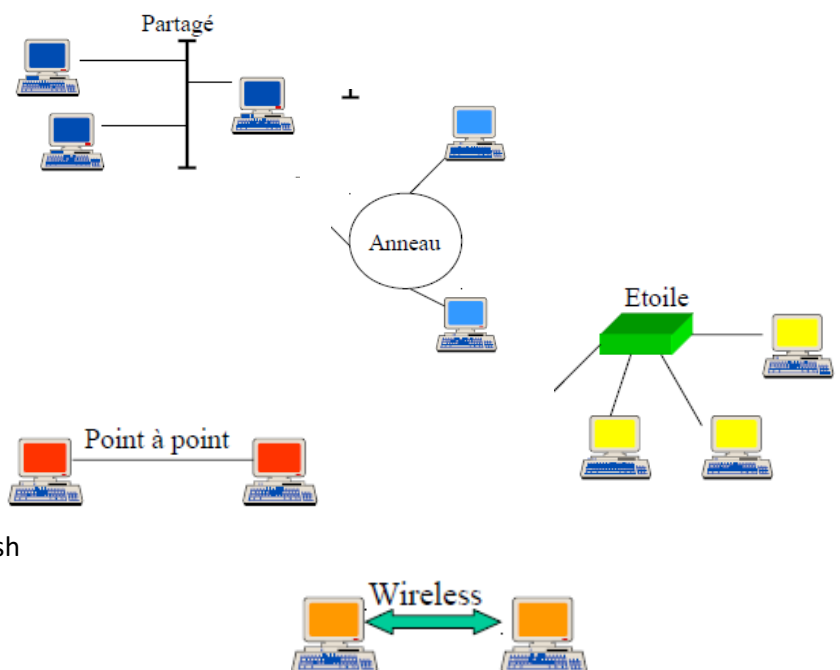 Partagé
Anneau
Etoile
Point à point
sh
Wireless